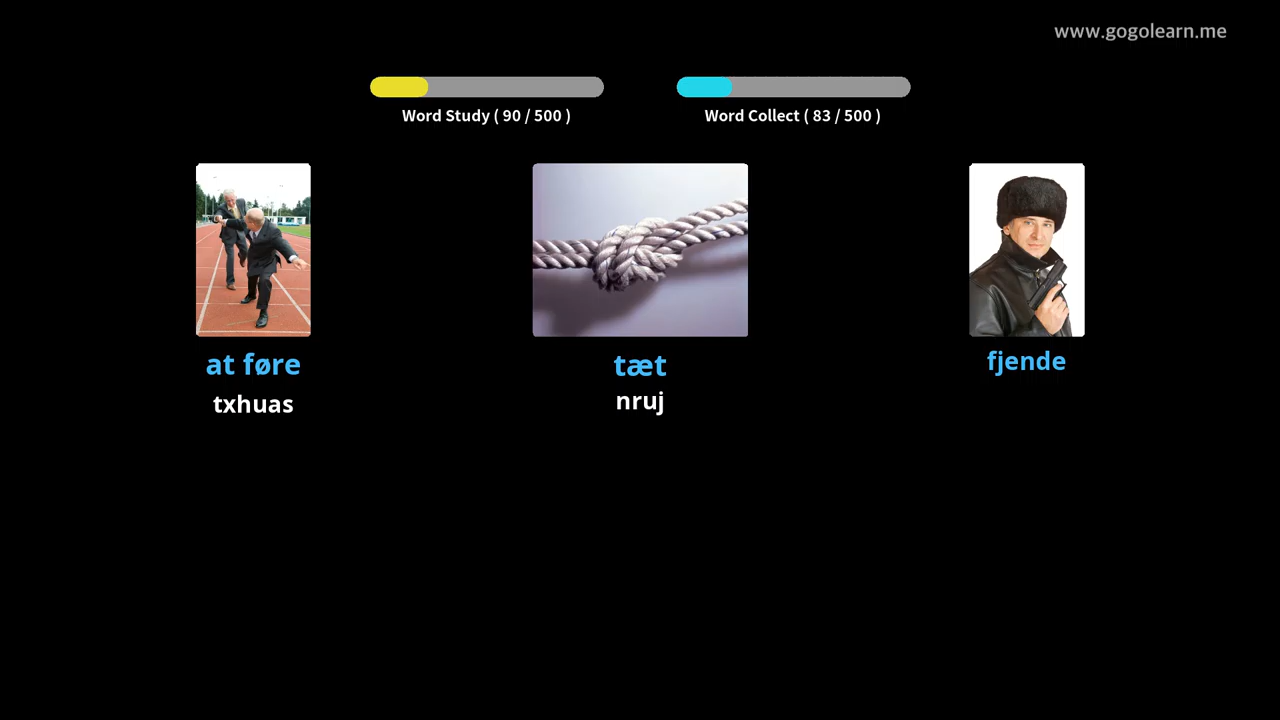 www.gogolearn.me
Word Study ( 90 / 500 )
Word Collect ( 83 / 500 )
at føre
tæt
fjende
txhuas
nruj